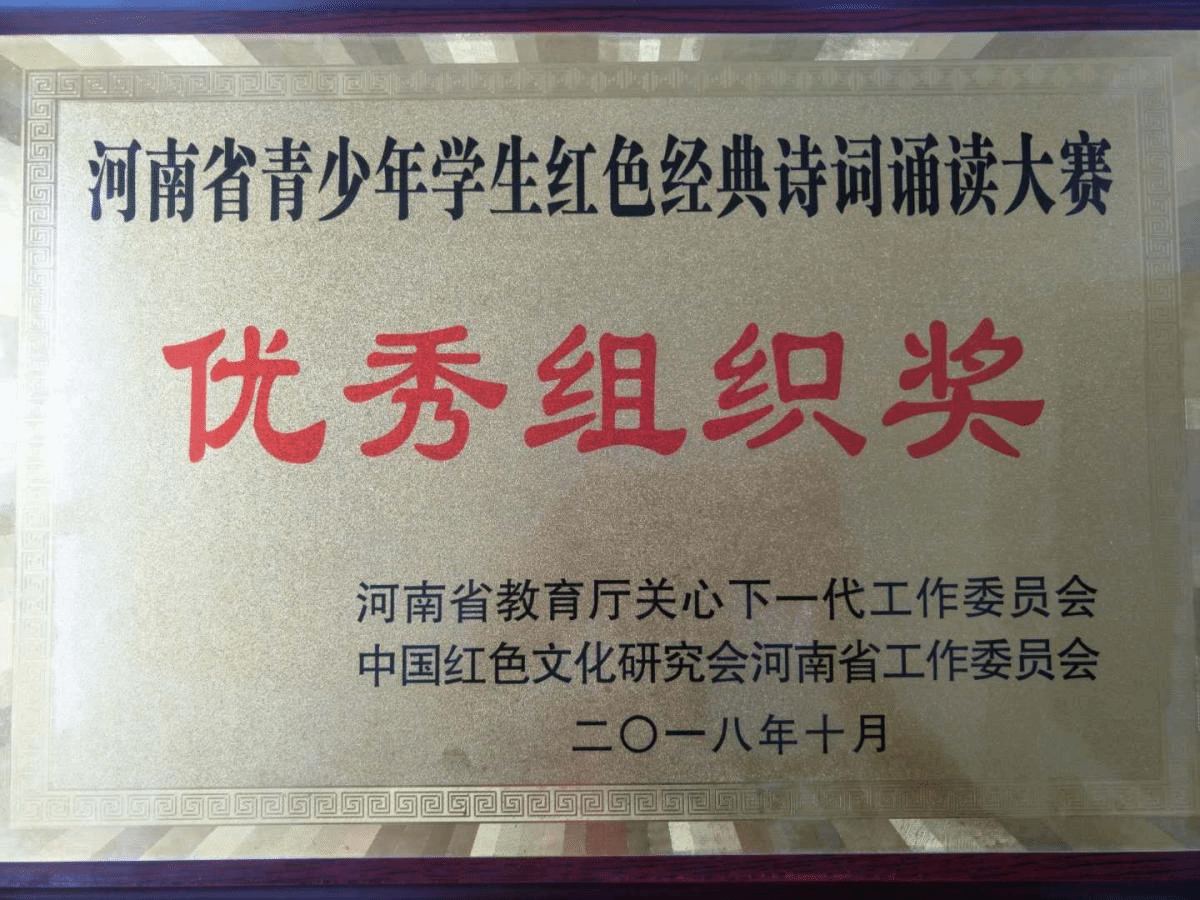 河南省青少年学生红色经典诗词诵读大赛
优秀组织奖
河南省教育厅关心下一代工作委员会
中国红色文化研究会河南省工作委员会
二〇一八年十月